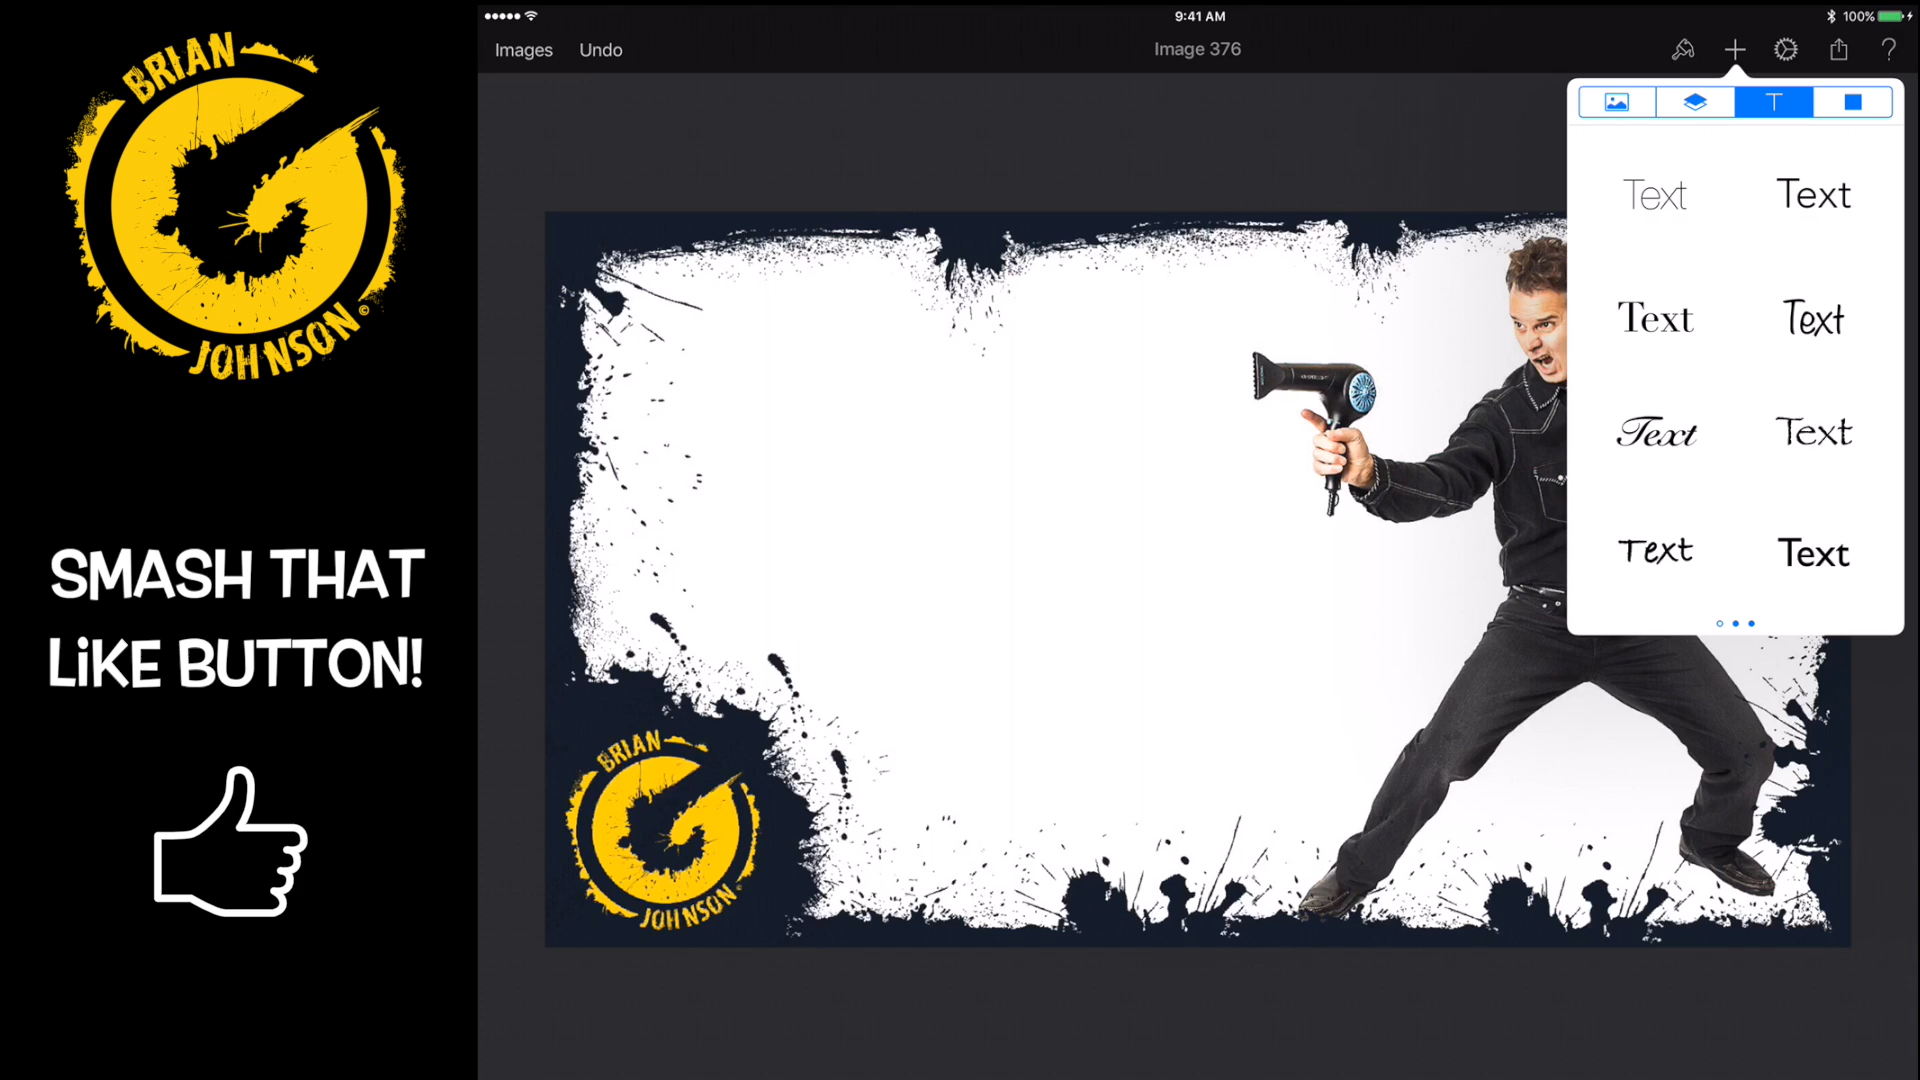 BRIAN
JOHNSON
©
SMASH THAT
LiKE BUTTON!
9:41 AM
100%
Images
Undo
Image 376
?
T
Text
Text
Text
Text
Text
Text
Text
Text
BRIAN
JOHNSON